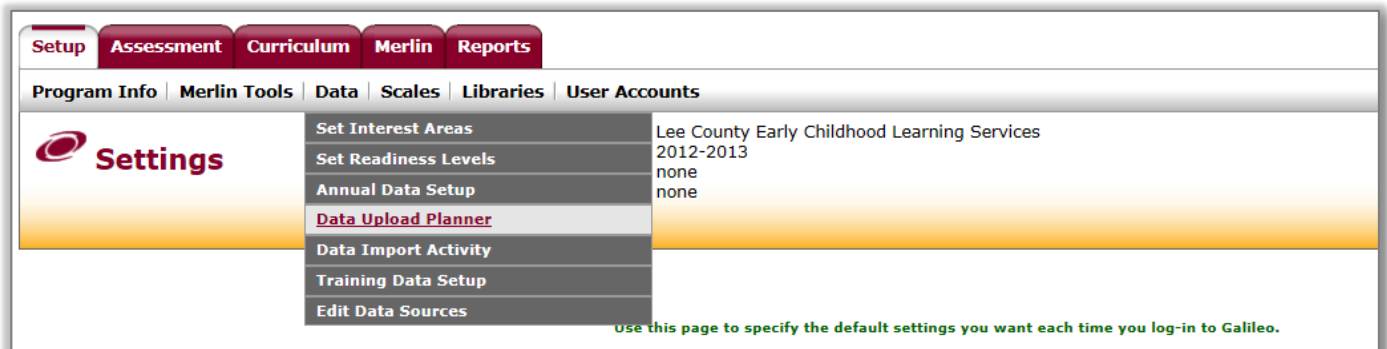 Setup Assessment Curriculum Merlin Reports
Program Info | Merlin Tools | Data | Scales | Libraries | User Accounts
Settings
Set Interest Areas
Set Readiness Levels
Annual Data Setup
Data Upload Planner
Data Import Activity
Training Data Setup
Edit Data Sources
Lee County Early Childhood Learning Services
2012-2013
none
none
Use this page to specify the default settings you want each time you log-in to Galileo.